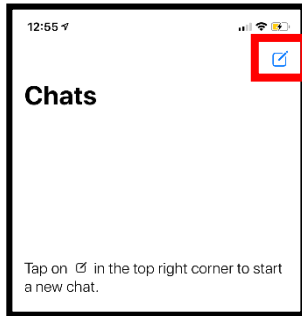 12:55
Chats
Tap on in the top right corner to start
a new chat.